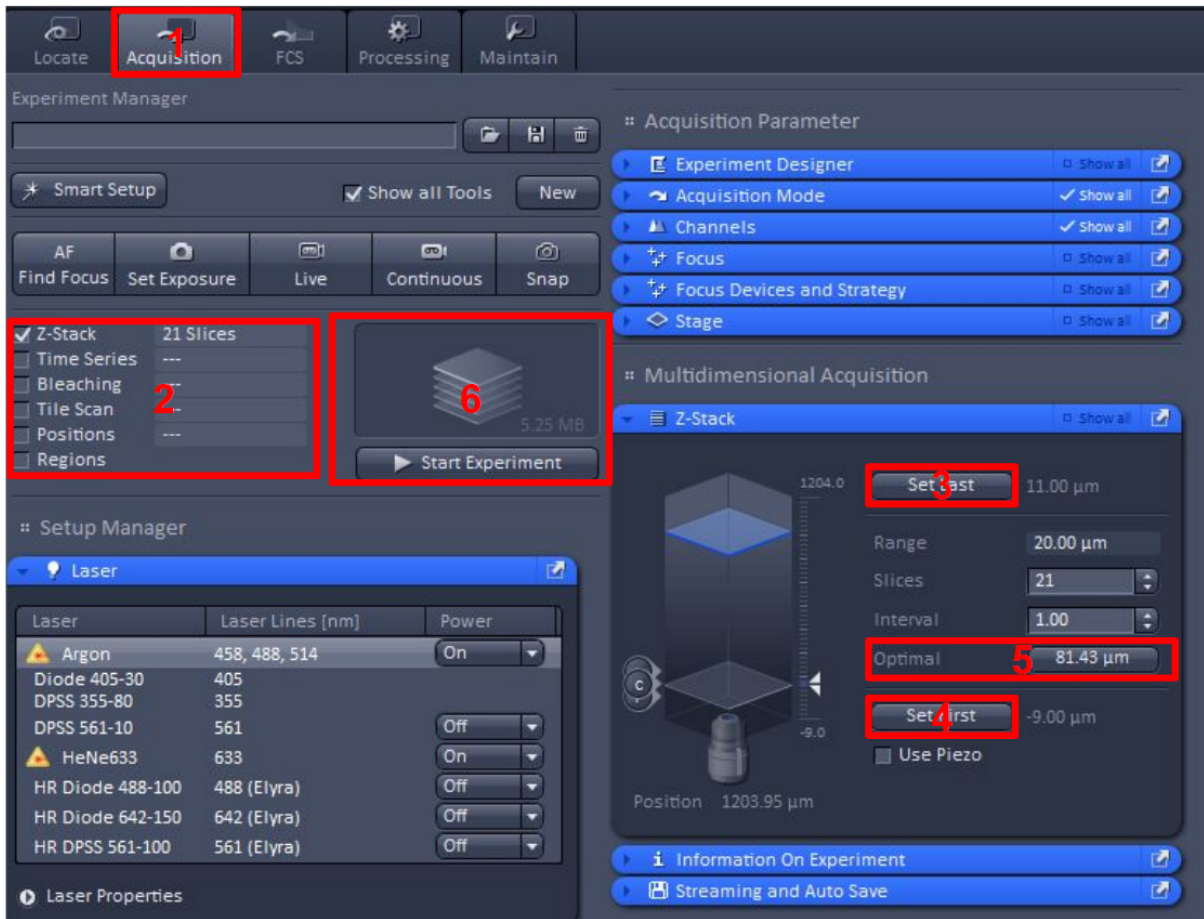 Locate
1
Acquisition
FCS
Processing
Maintain
Experiment Manager
Smart Setup
Show all Tools
New
AF
Find Focus
Set Exposure
Live
Continuous
Snap
Z-Stack 21 Slices
Time Series ---
Bleaching ---
Tile Scan ---
Positions ---
Regions
2
6
5.25 MB
Start Experiment
Setup Manager
Laser
Laser Laser Lines [nm] Power
Argon 458, 488, 514 On
Diode 405-30 405
DPSS 355-80 355
DPSS 561-10 561 Off
HeNe633 633 On
HR Diode 488-100 488 (Elyra) Off
HR Diode 642-150 642 (Elyra) Off
HR DPSS 561-100 561 (Elyra) Off
Laser Properties
Acquisition Parameter
Experiment Designer Show all
Acquisition Mode Show all
Channels Show all
Focus Show all
Focus Devices and Strategy Show all
Stage Show all
Multidimensional Acquisition
Z-Stack Show all
1204.0
Set Last 11.00 µm
3
Range 20.00 µm
Slices 21
Interval 1.00
Optimal 81.43 µm
5
C
Set First -9.00 µm
4
-9.0
Use Piezo
Position 1203.95 µm
Information On Experiment
Streaming and Auto Save